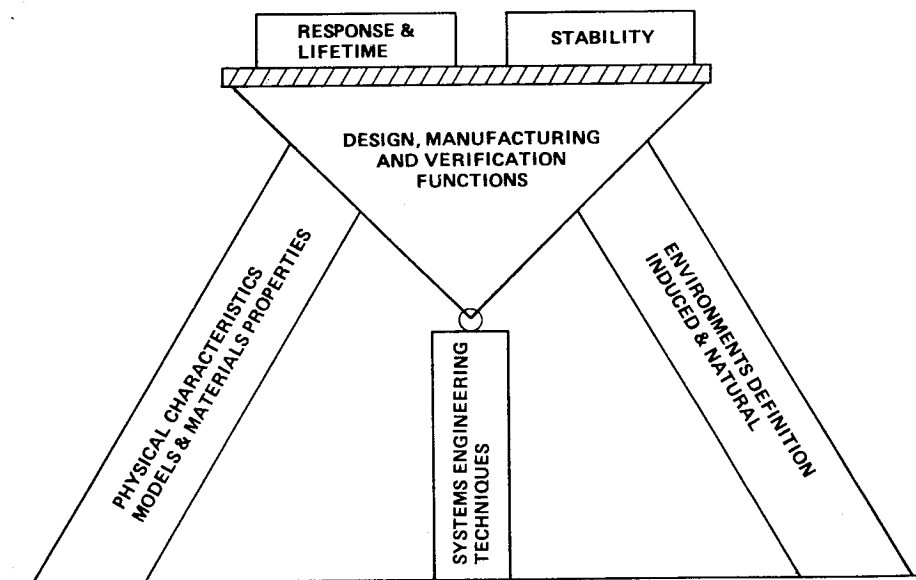 RESPONSE &
LIFETIME
STABILITY
DESIGN, MANUFACTURING
AND VERIFICATION
FUNCTIONS
PHYSICAL CHARACTERISTICS
MODELS & MATERIALS PROPERTIES
SYSTEMS ENGINEERING
TECHNIQUES
ENVIRONMENTS DEFINITION
INDUCED & NATURAL